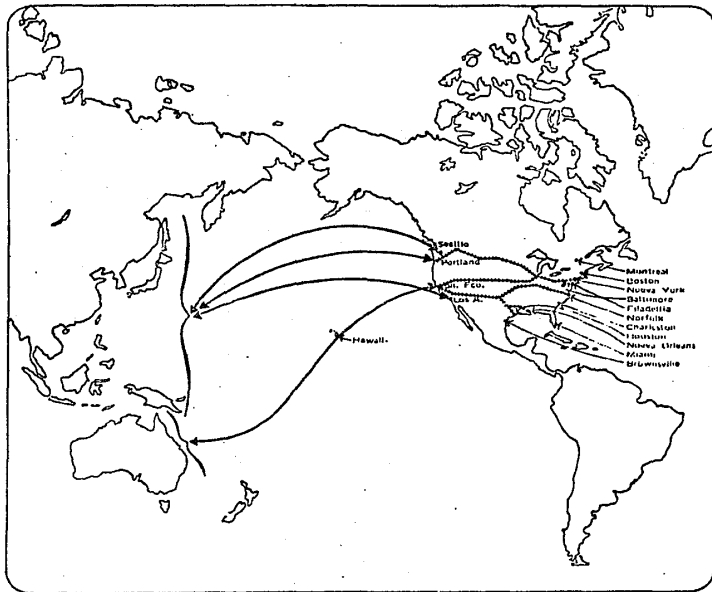 Seattle
Portland
Fco.
Los A.
Hawaii
Montreal
Boston
Nueva York
Baltimore
Filadelfia
Norfolk
Charleston
Houston
Nueva Orleans
Miami
Brownsville